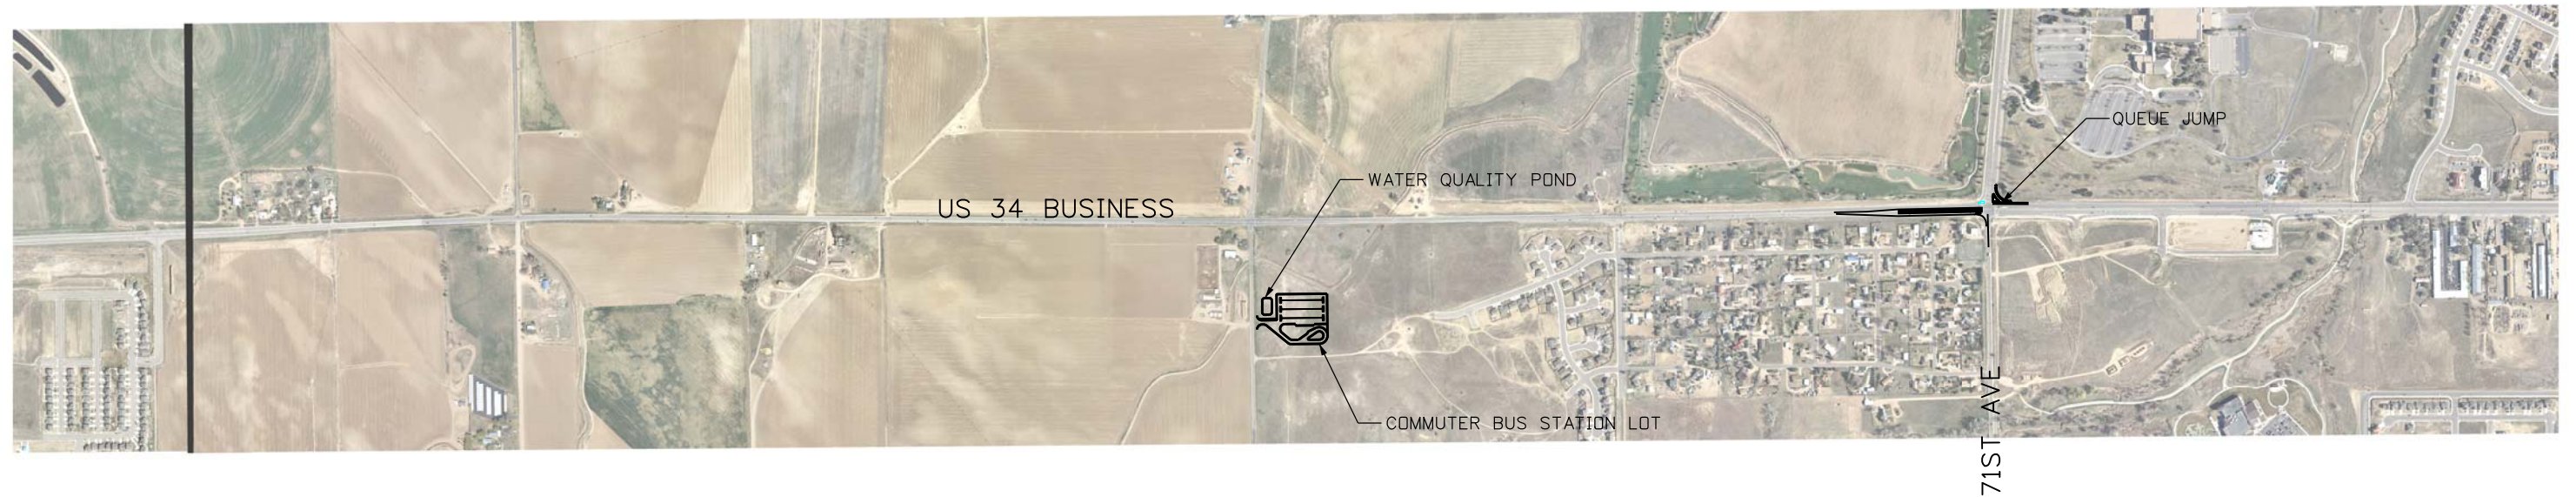 QUEUE JUMP
WATER QUALITY POND
US 34 BUSINESS
COMMUTER BUS STATION LOT
71ST AVE